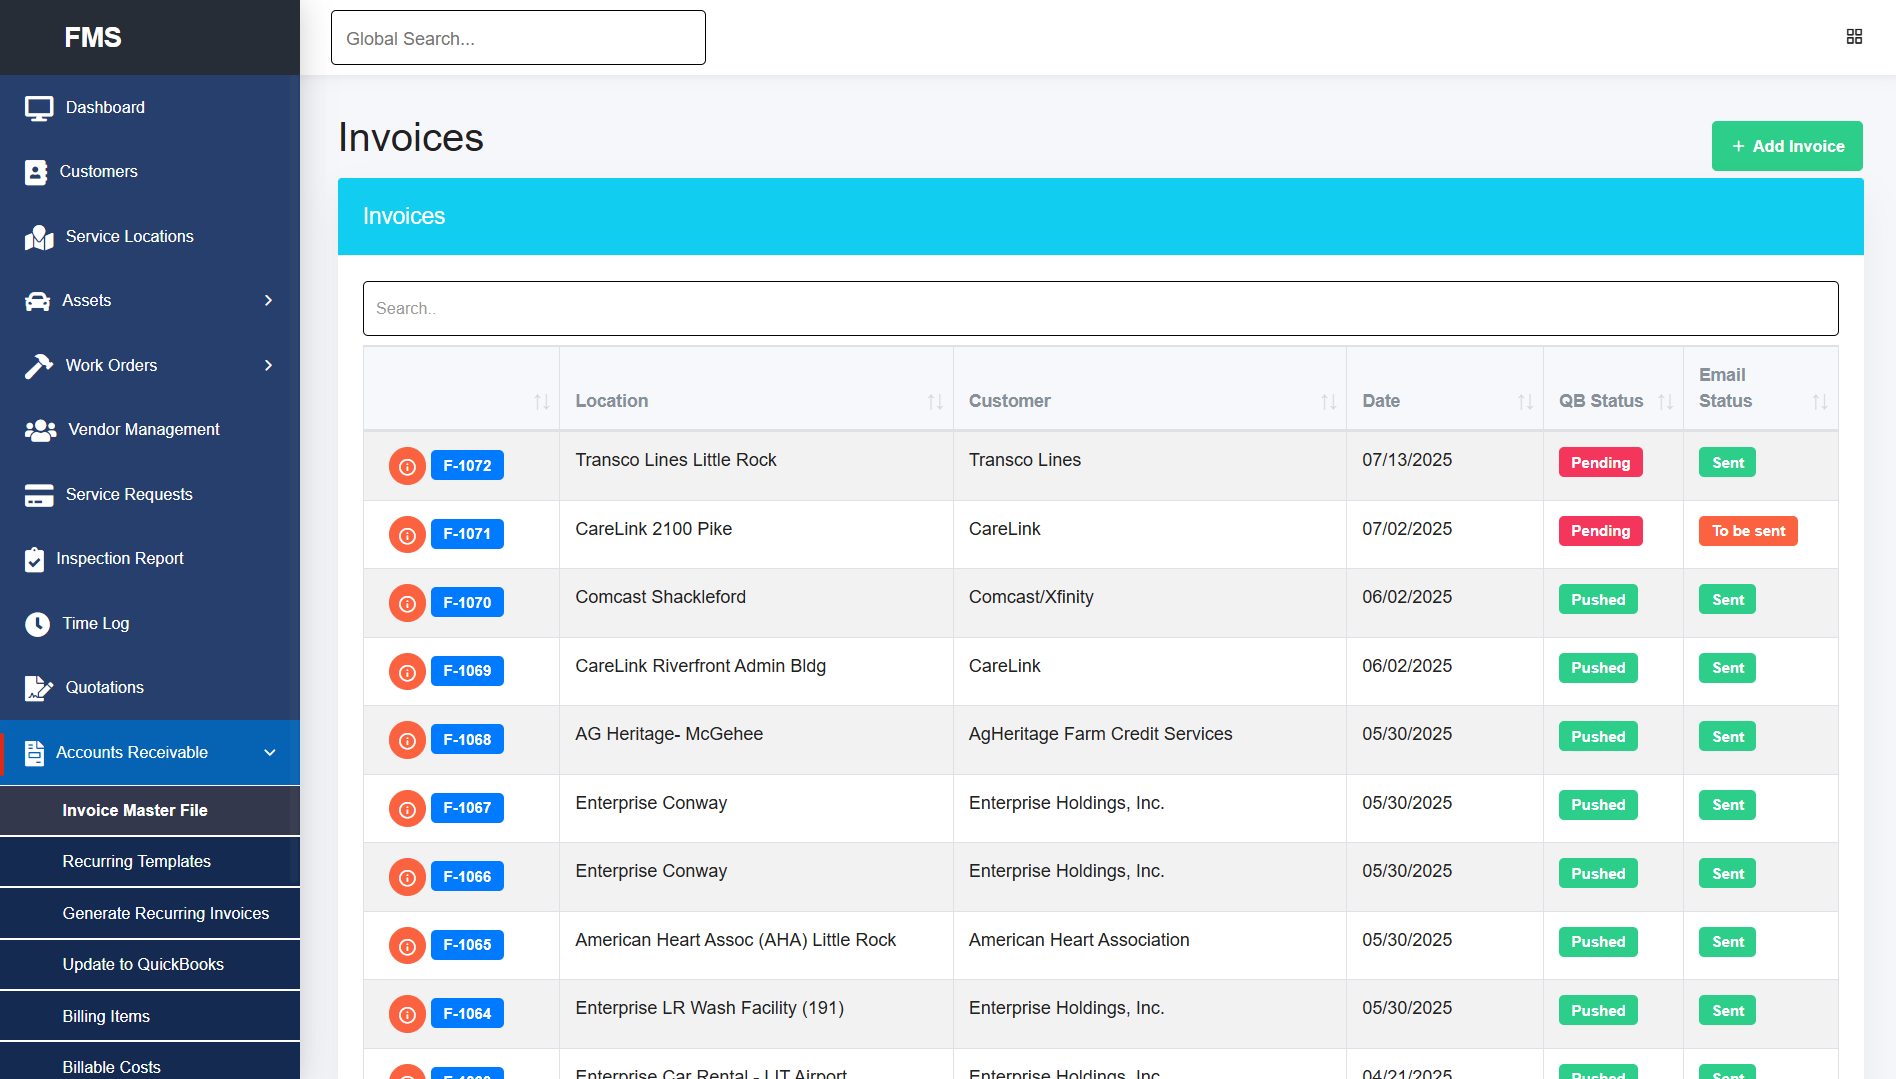 FMS
Global Search...
Dashboard
Customers
Service Locations
Assets
Work Orders
Vendor Management
Service Requests
Inspection Report
Time Log
Quotations
Accounts Receivable
Invoice Master File
Recurring Templates
Generate Recurring Invoices
Update to QuickBooks
Billing Items
Billable Costs
Invoices
+ Add Invoice
Invoices
Search..
Location Customer Date QB Status Email Status
F-1072 Transco Lines Little Rock Transco Lines 07/13/2025 Pending Sent
F-1071 CareLink 2100 Pike CareLink 07/02/2025 Pending To be sent
F-1070 Comcast Shackleford Comcast/Xfinity 06/02/2025 Pushed Sent
F-1069 CareLink Riverfront Admin Bldg CareLink 06/02/2025 Pushed Sent
F-1068 AG Heritage- McGehee AgHeritage Farm Credit Services 05/30/2025 Pushed Sent
F-1067 Enterprise Conway Enterprise Holdings, Inc. 05/30/2025 Pushed Sent
F-1066 Enterprise Conway Enterprise Holdings, Inc. 05/30/2025 Pushed Sent
F-1065 American Heart Assoc (AHA) Little Rock American Heart Association 05/30/2025 Pushed Sent
F-1064 Enterprise LR Wash Facility (191) Enterprise Holdings, Inc. 05/30/2025 Pushed Sent
Enterprise Car Rental - LIT Airport Enterprise Holdings, Inc. 04/21/2025 Pushed Sent